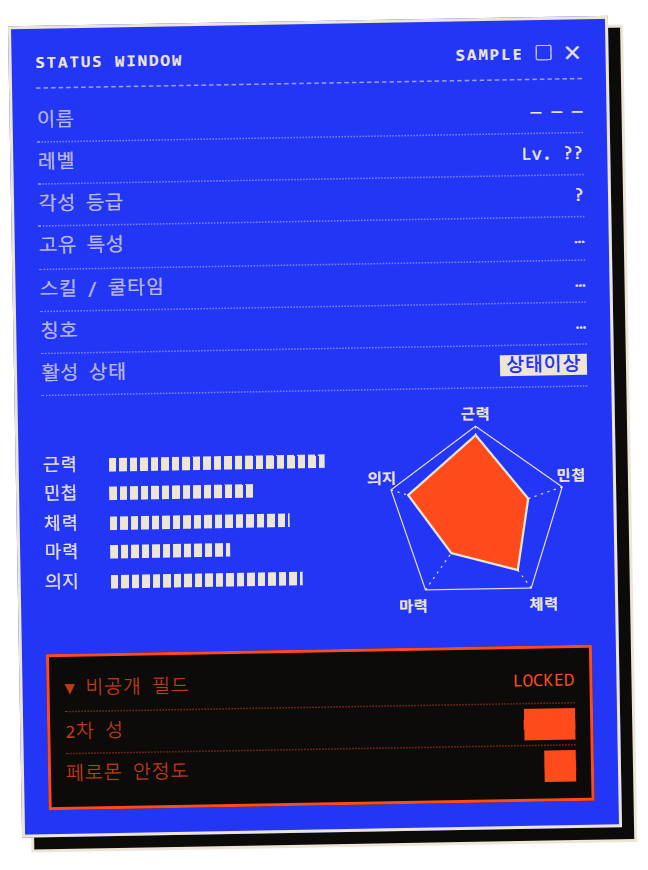 STATUS WINDOW SAMPLE □ ✕
이름 — — —
레벨 Lv. ??
각성 등급 ?
고유 특성 …
스킬 / 쿨타임 …
칭호 …
활성 상태 상태이상
근력
민첩
체력
마력
의지
근력
민첩
체력
마력
의지
▼ 비공개 필드 LOCKED
2차 성
페로몬 안정도